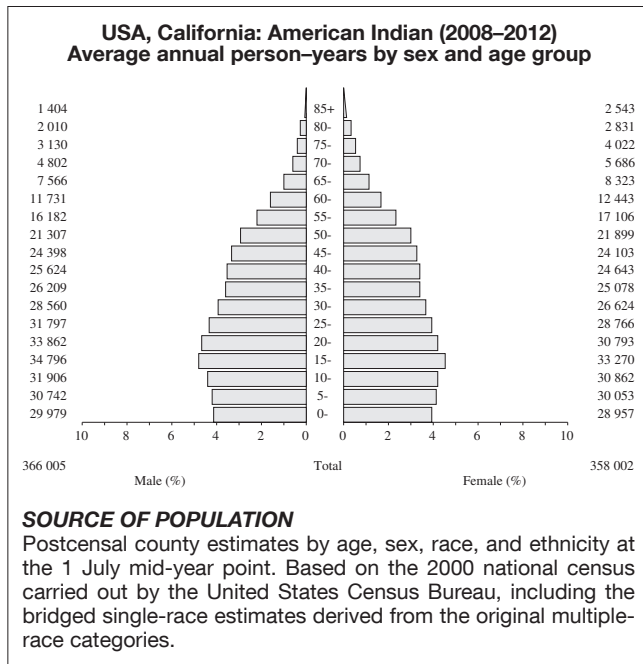 USA, California: American Indian (2008–2012)
Average annual person–years by sex and age group
1 404 85+ 2 543
2 010 80- 2 831
3 130 75- 4 022
4 802 70- 5 686
7 566 65- 8 323
11 731 60- 12 443
16 182 55- 17 106
21 307 50- 21 899
24 398 45- 24 103
25 624 40- 24 643
26 209 35- 25 078
28 560 30- 26 624
31 797 25- 28 766
33 862 20- 30 793
34 796 15- 33 270
31 906 10- 30 862
30 742 5- 30 053
29 979 0- 28 957
10 8 6 4 2 0 0 2 4 6 8 10
366 005 Total 358 002
Male (%) Female (%)
SOURCE OF POPULATION
Postcensal county estimates by age, sex, race, and ethnicity at
the 1 July mid-year point. Based on the 2000 national census
carried out by the United States Census Bureau, including the
bridged single-race estimates derived from the original multiple-
race categories.